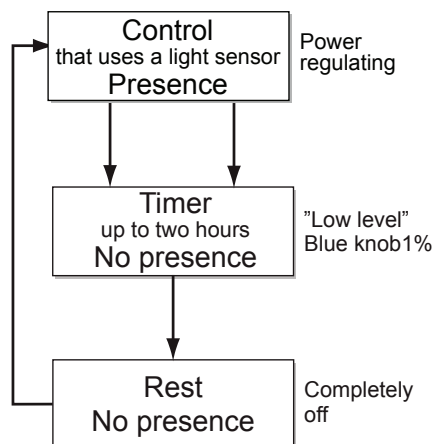 Control
that uses a light sensor
Presence
Power
regulating
Timer
up to two hours
No presence
”Low level”
Blue knob1%
Rest
No presence
Completely
off